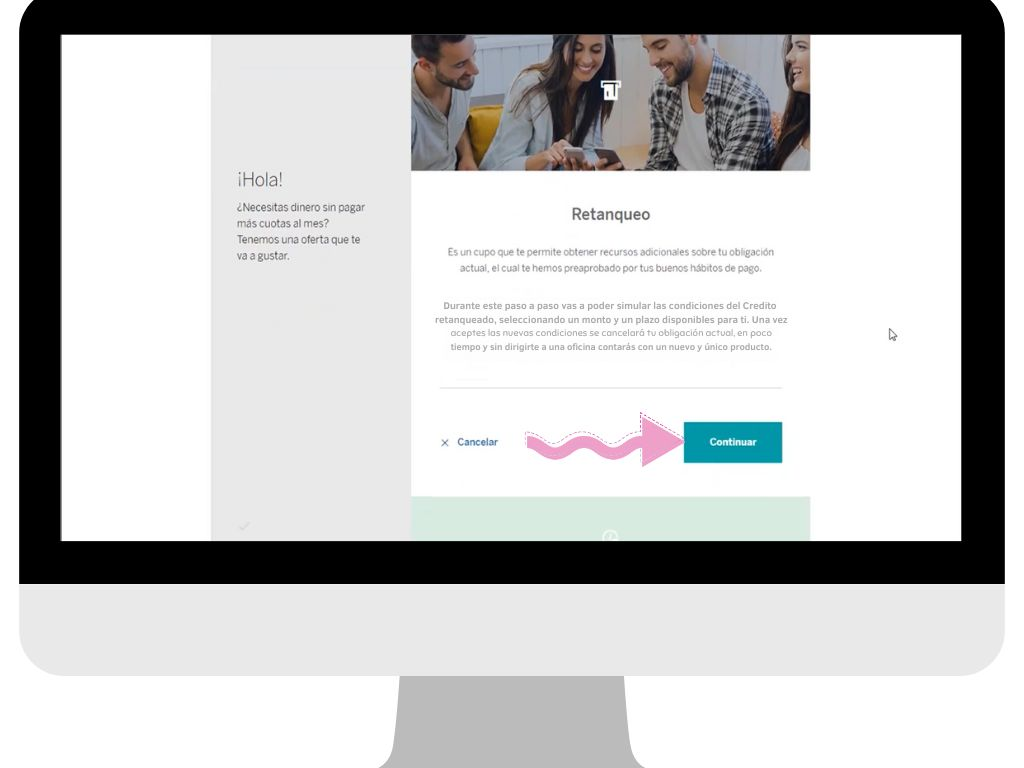 ¡Hola!
¿Necesitas dinero sin pagar
más cuotas al mes?
Tenemos una oferta que te
va a gustar.
Retanqueo
Es un cupo que te permite obtener recursos adicionales sobre tu obligación
actual, el cual te hemos preaprobado por tus buenos hábitos de pago.
Durante este paso a paso vas a poder simular las condiciones del Credito
retanqueado, seleccionando un monto y un plazo disponibles para ti. Una vez
aceptes las nuevas condiciones se cancelará tu obligación actual, en poco
tiempo y sin dirigirte a una oficina contarás con un nuevo y único producto.
Cancelar
Continuar